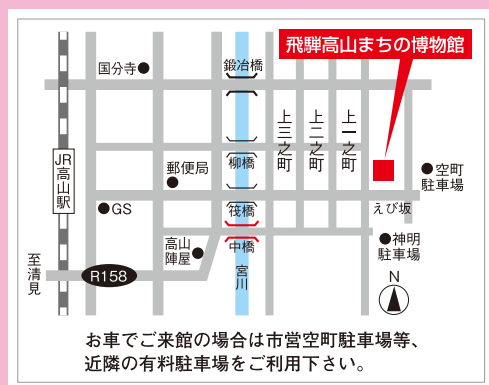 飛騨高山まちの博物館
国分寺
鍛冶橋
上三之町
上二之町
上一之町
JR
高山駅
郵便局
柳橋
空町
駐車場
GS
筏橋
えび坂
高山
陣屋
中橋
神明
駐車場
至清見
R158
宮川
N
お車でご来館の場合は市営空町駐車場等、
近隣の有料駐車場をご利用下さい。